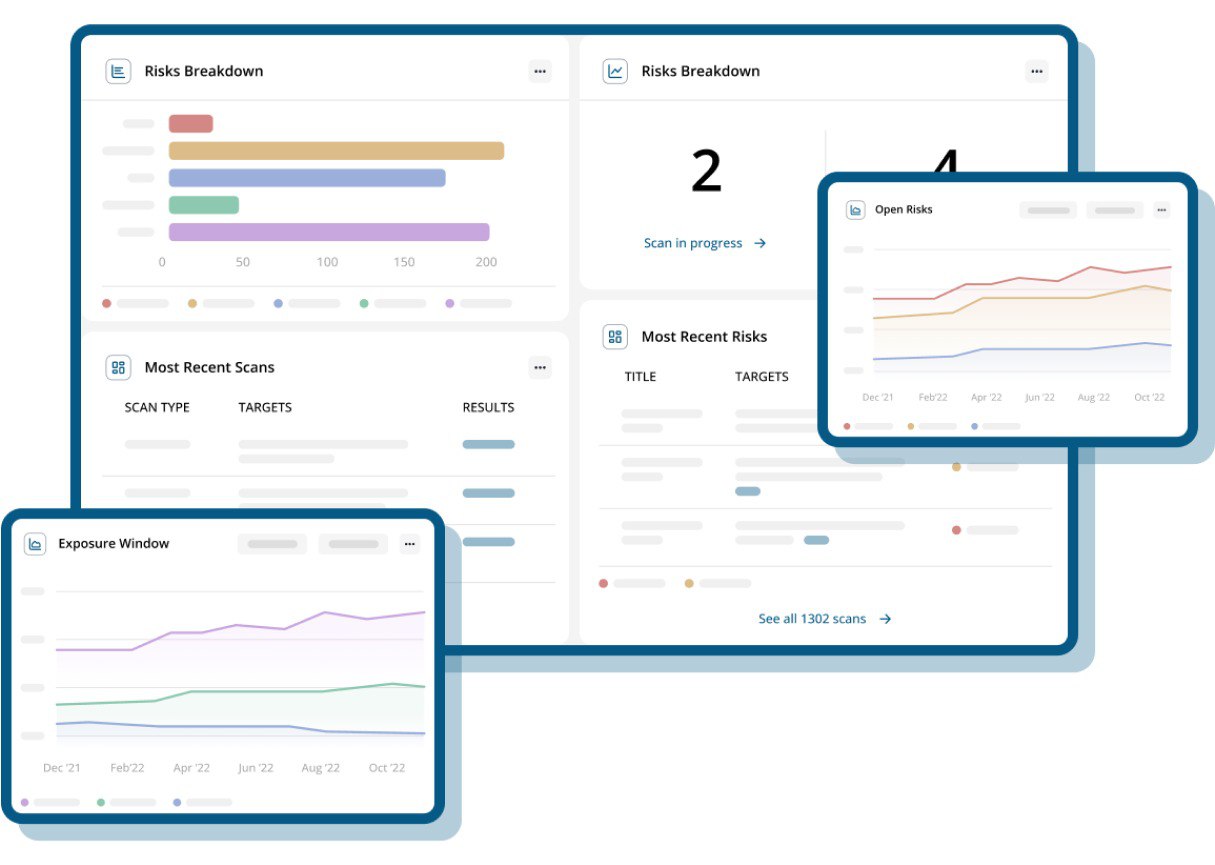 Risks Breakdown
0 50 100 150 200
Risks Breakdown
2 4
Scan in progress →
Open Risks
Dec '21 Feb'22 Apr '22 Jun '22 Aug '22 Oct '22
Most Recent Scans
SCAN TYPE TARGETS RESULTS
Most Recent Risks
TITLE TARGETS
See all 1302 scans →
Exposure Window
Dec '21 Feb'22 Apr '22 Jun '22 Aug '22 Oct '22